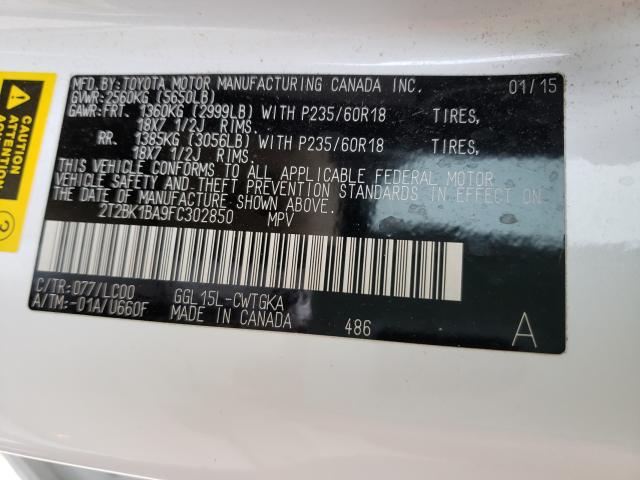 MFD.BY:TOYOTA MOTOR MANUFACTURING CANADA INC. 01/15
GVWR:2560KG (5650LB)
GAWR:FRT. 1360KG (2999LB) WITH P235/60R18 TIRES,
18X7 1/2J RIMS.
RR. 1385KG (3056LB) WITH P235/60R18 TIRES,
18X7 1/2J RIMS.
THIS VEHICLE CONFORMS TO ALL APPLICABLE FEDERAL MOTOR
VEHICLE SAFETY AND THEFT PREVENTION STANDARDS IN EFFECT ON
THE DATE OF MANUFACTURE SHOWN ABOVE.
2T2BK1BA9FC302850 MPV
C/TR:077/LC00 GGL15L-CWTGKA
A/TM:-01A/U660F MADE IN CANADA 486 A
CAUTION
ATTENTION